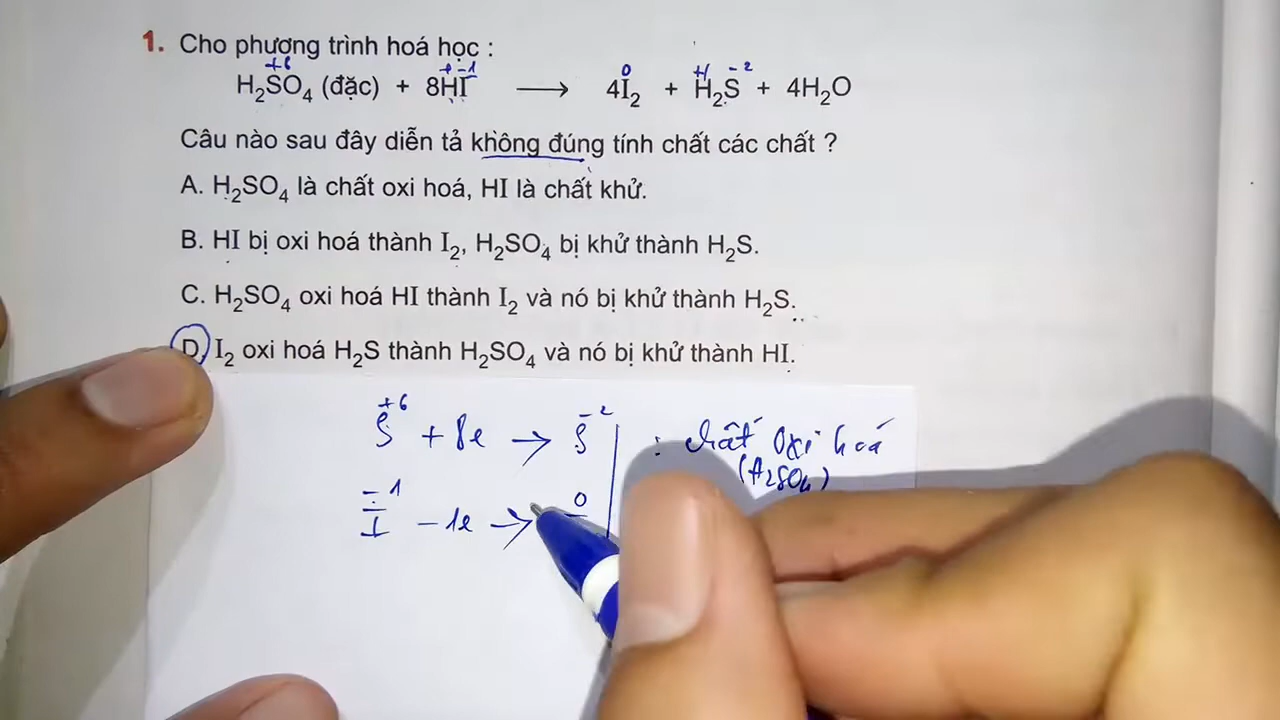 1. Cho phương trình hoá học :
+6 + -1 0 +1 -2
H₂SO₄ (đặc) + 8HI ⟶ 4I₂ + H₂S + 4H₂O
Câu nào sau đây diễn tả không đúng tính chất các chất ?
A. H₂SO₄ là chất oxi hoá, HI là chất khử.
B. HI bị oxi hoá thành I₂, H₂SO₄ bị khử thành H₂S.
C. H₂SO₄ oxi hoá HI thành I₂ và nó bị khử thành H₂S.
D. I₂ oxi hoá H₂S thành H₂SO₄ và nó bị khử thành HI.
+6 -2
S + 8e → S : chất oxi hoá
(H₂SO₄)
-1 0
I - 1e →